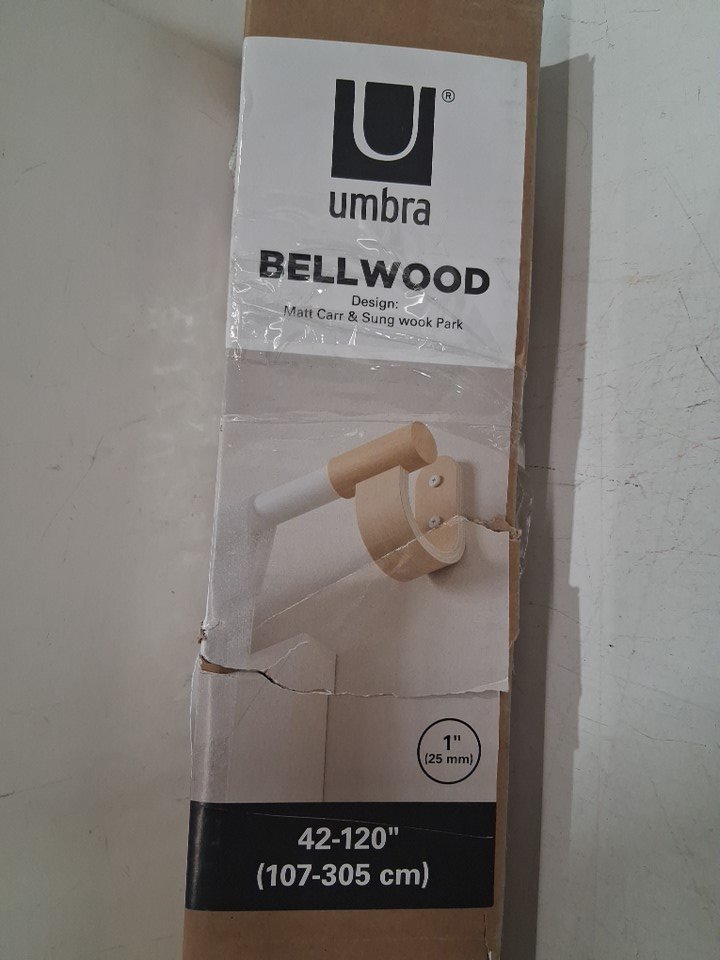 ®
umbra
BELLWOOD
Design:
Matt Carr & Sung wook Park
1"
(25 mm)
42-120"
(107-305 cm)